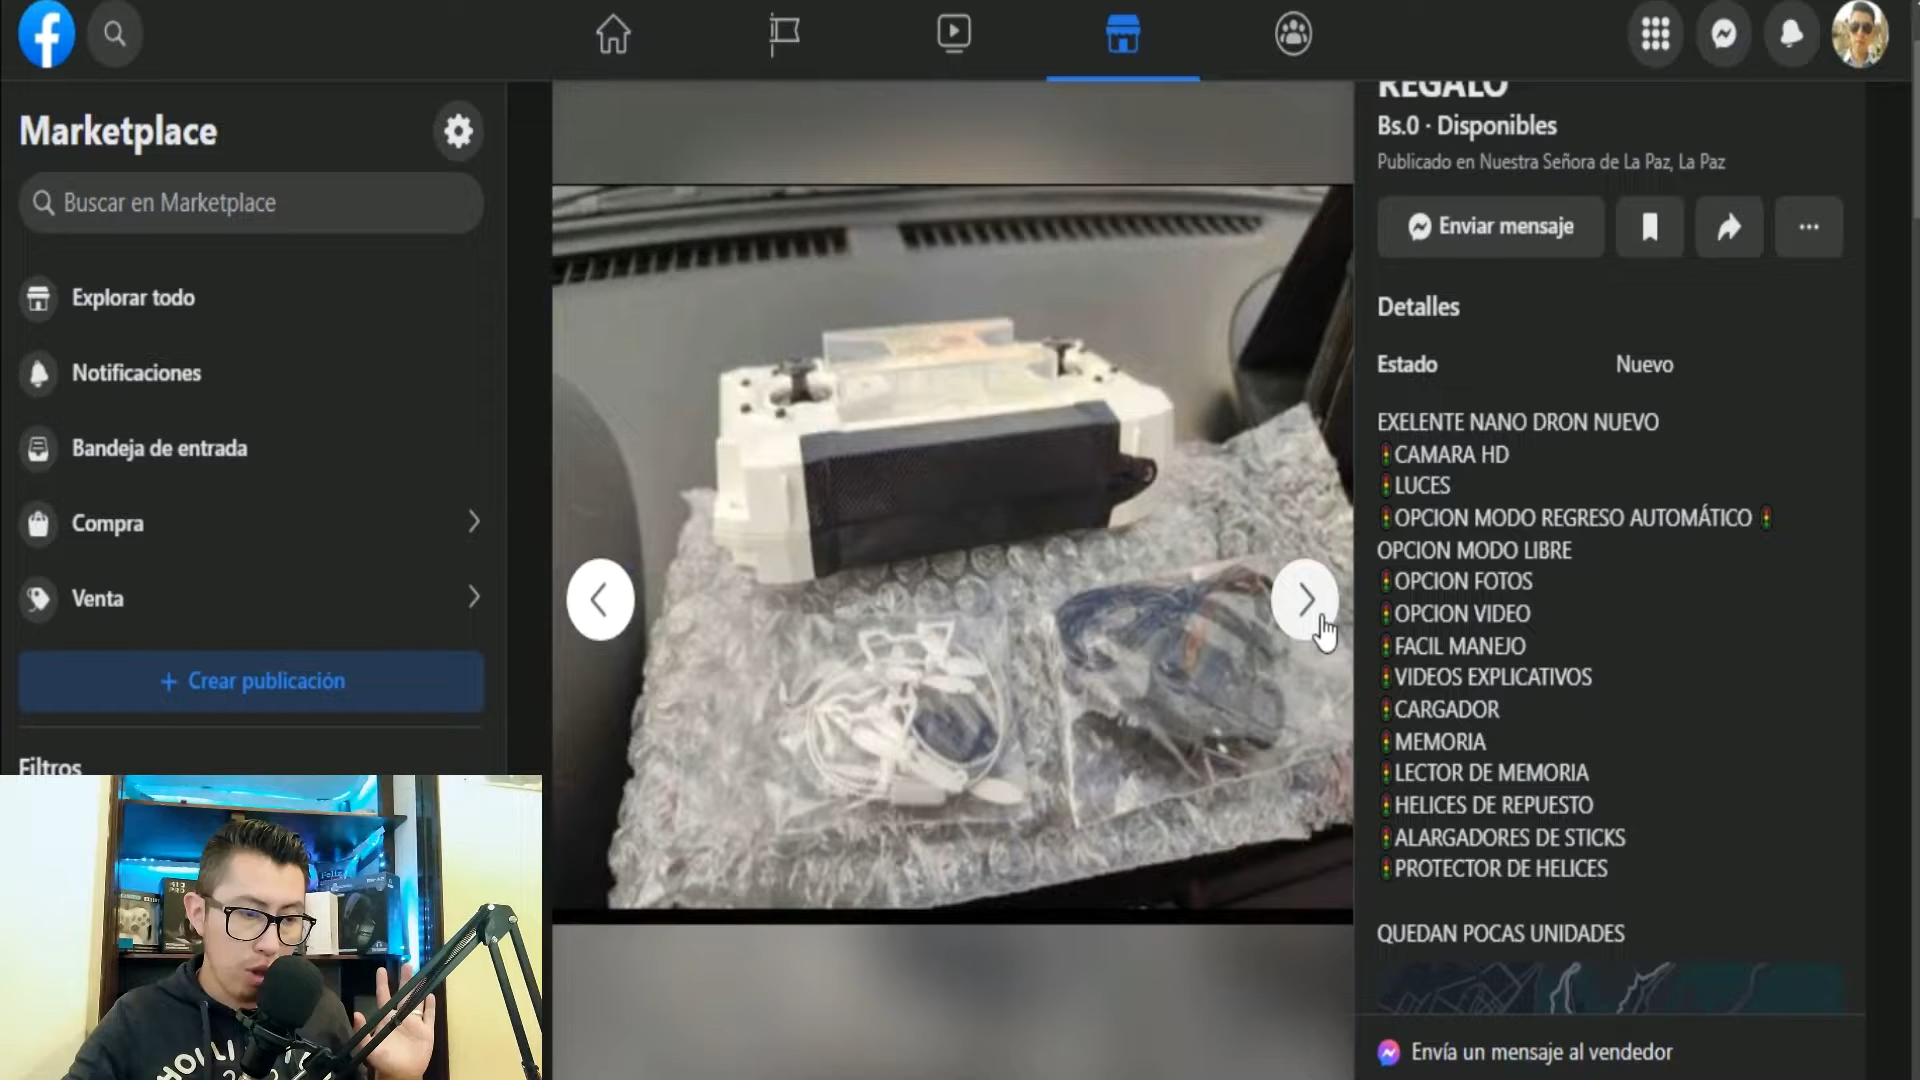 Marketplace
Buscar en Marketplace
Explorar todo
Notificaciones
Bandeja de entrada
Compra
Venta
+ Crear publicación
Filtros
REGALO
Bs.0 · Disponibles
Publicado en Nuestra Señora de La Paz, La Paz
Enviar mensaje
Detalles
Estado Nuevo
EXELENTE NANO DRON NUEVO
🚦CAMARA HD
🚦LUCES
🚦OPCION MODO REGRESO AUTOMÁTICO 🚦
OPCION MODO LIBRE
🚦OPCION FOTOS
🚦OPCION VIDEO
🚦FACIL MANEJO
🚦VIDEOS EXPLICATIVOS
🚦CARGADOR
🚦MEMORIA
🚦LECTOR DE MEMORIA
🚦HELICES DE REPUESTO
🚦ALARGADORES DE STICKS
🚦PROTECTOR DE HELICES
QUEDAN POCAS UNIDADES
Envía un mensaje al vendedor